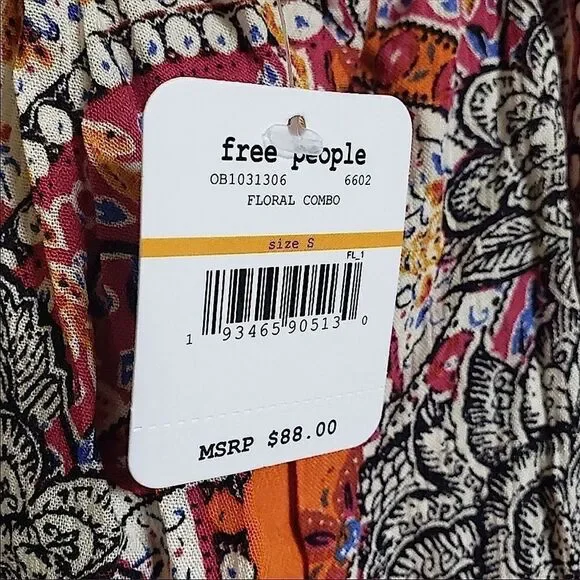 free people
OB1031306 6602
FLORAL COMBO
size S
FL_1
1 93465 90513 0
MSRP $88.00